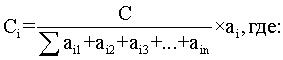 Cᵢ = C / (∑ aᵢ₁+aᵢ₂+aᵢ₃+...+aᵢₙ) ×aᵢ, где: